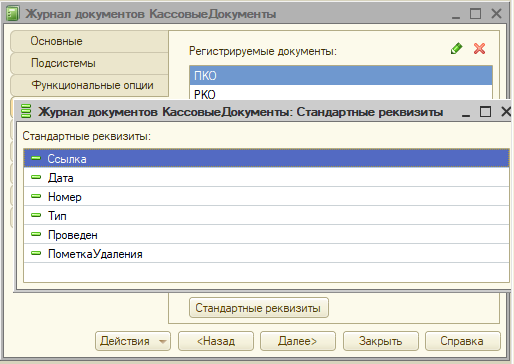 Журнал документов КассовыеДокументы
Основные
Подсистемы
Функциональные опции
Регистрируемые документы:
ПКО
РКО
Журнал документов КассовыеДокументы: Стандартные реквизиты
Стандартные реквизиты:
Ссылка
Дата
Номер
Тип
Проведен
ПометкаУдаления
Стандартные реквизиты
Действия
<Назад
Далее>
Закрыть
Справка